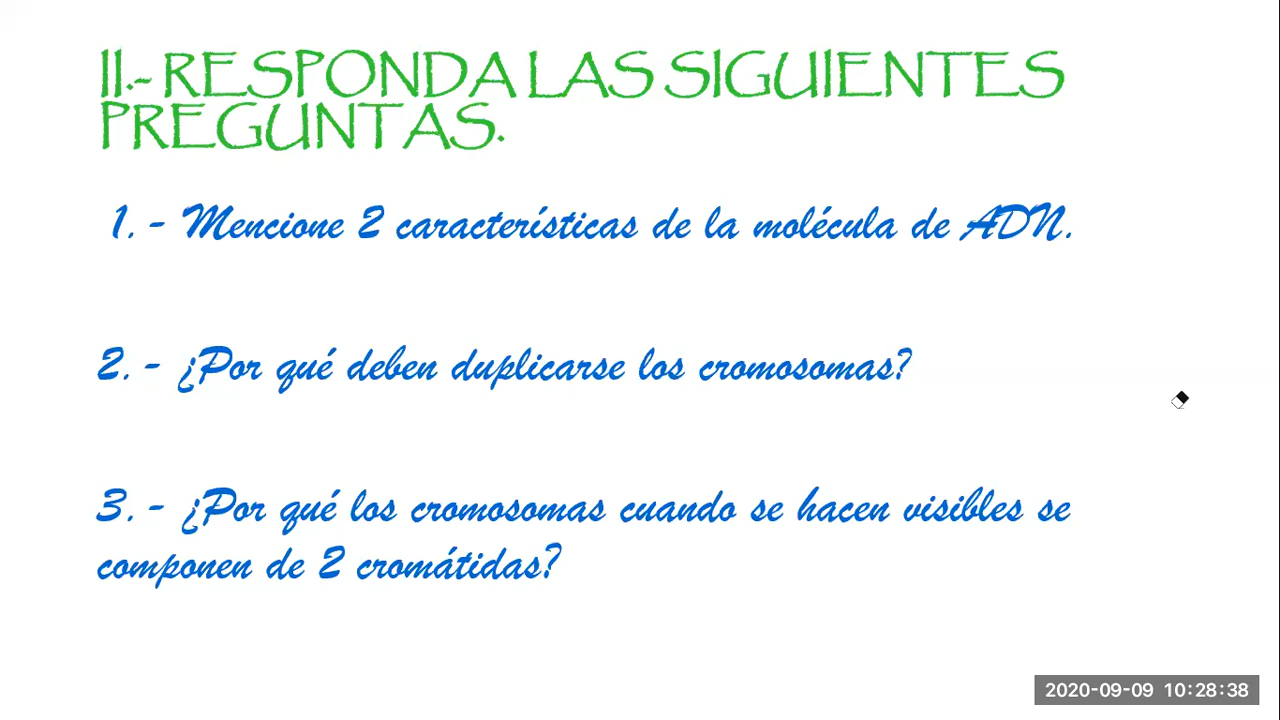 II.- RESPONDA LAS SIGUIENTES
PREGUNTAS.
1.- Mencione 2 características de la molécula de ADN.
2.- ¿Por qué deben duplicarse los cromosomas?
3.- ¿Por qué los cromosomas cuando se hacen visibles se
componen de 2 cromátidas?
2020-09-09 10:28:38